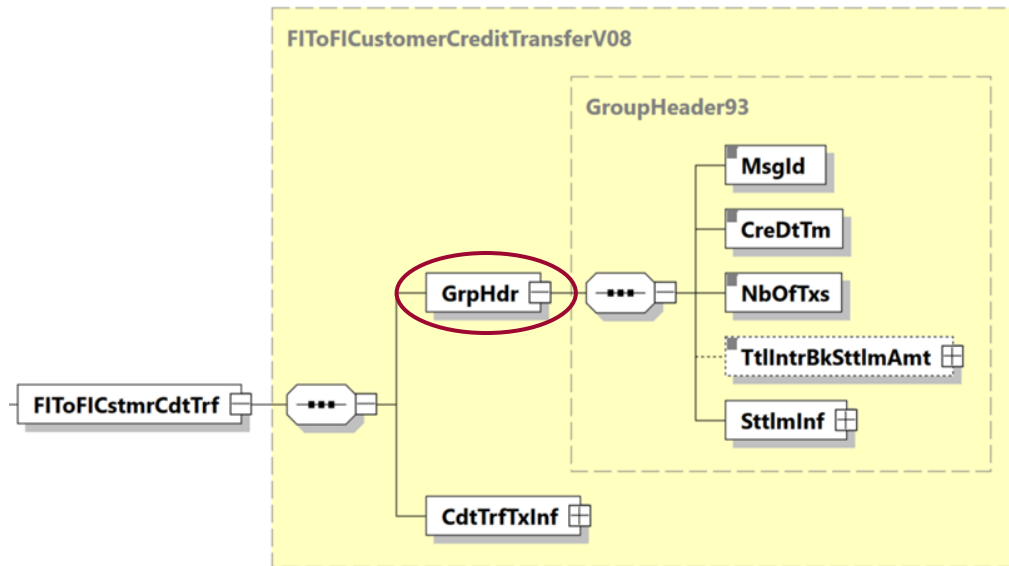 FIToFICustomerCreditTransferV08
GroupHeader93
MsgId
CreDtTm
GrpHdr
NbOfTxs
TtlIntrBkSttlmAmt
FIToFICstmrCdtTrf
SttlmInf
CdtTrfTxInf